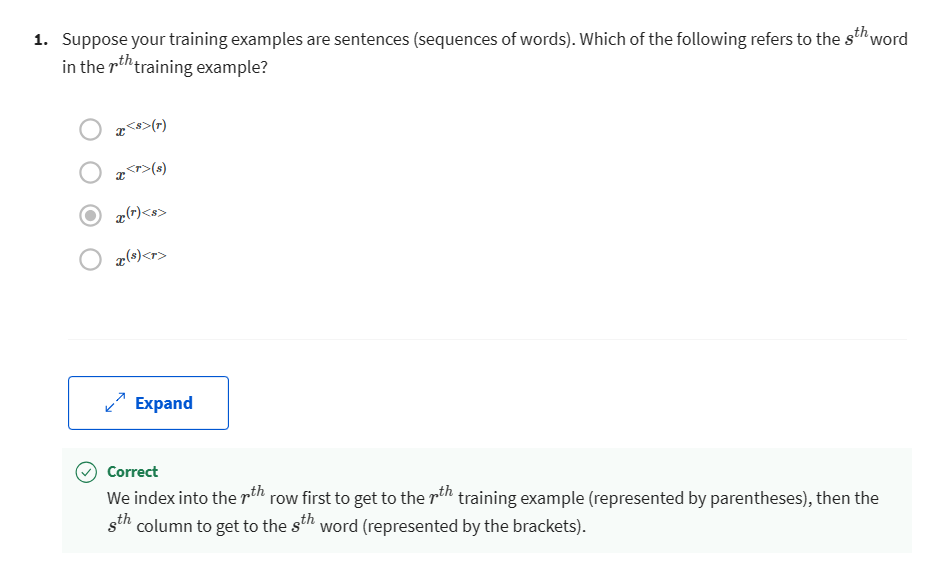 1. Suppose your training examples are sentences (sequences of words). Which of the following refers to the s^{th} word
in the r^{th} training example?
x^{<s>(r)}
x^{<r>(s)}
x^{(r)<s>}
x^{(s)<r>}
Expand
Correct
We index into the r^{th} row first to get to the r^{th} training example (represented by parentheses), then the
s^{th} column to get to the s^{th} word (represented by the brackets).